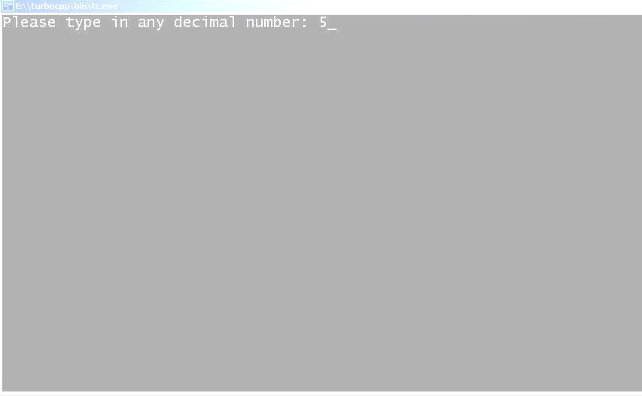 E:\\turbocpp\bin\tc.exe
Please type in any decimal number: 5_